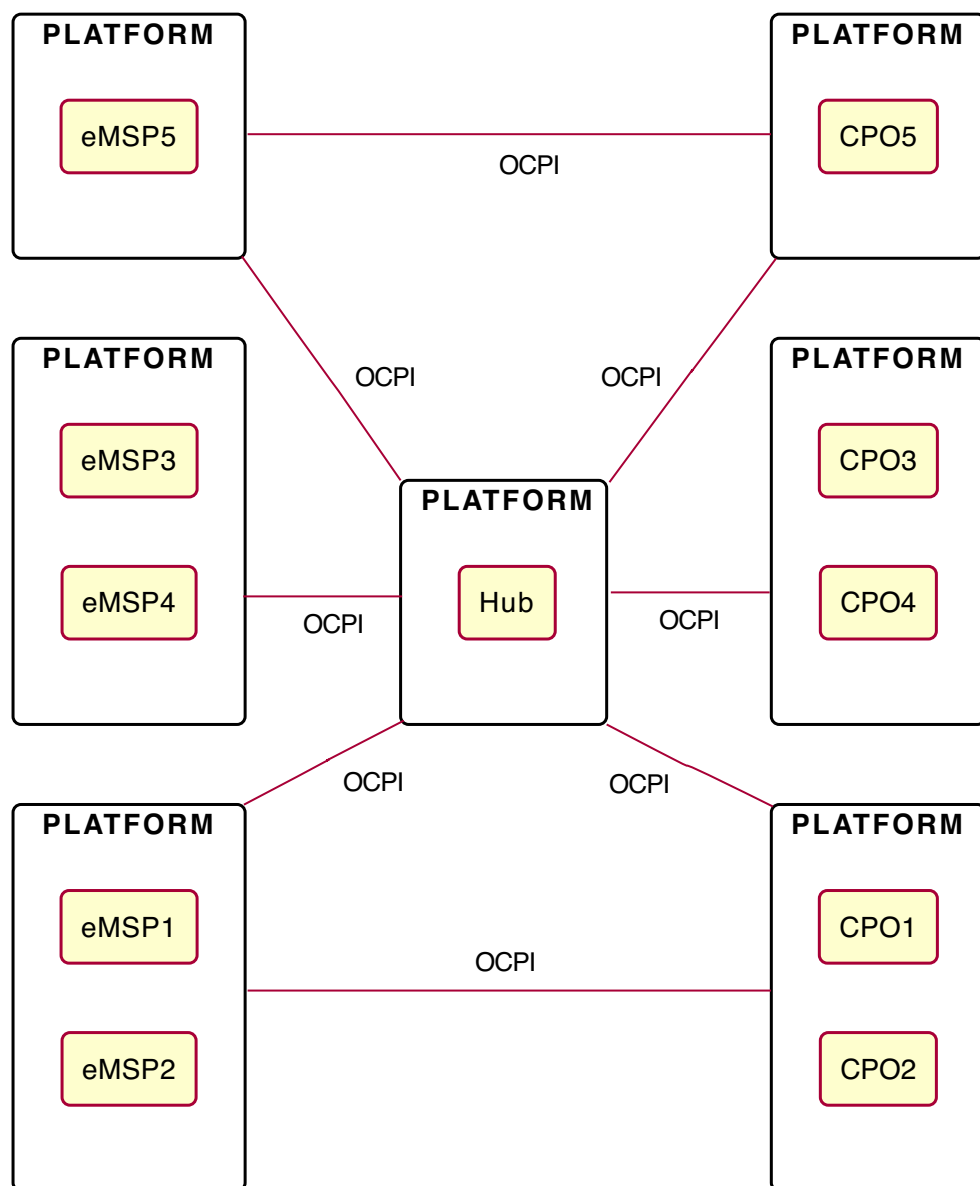 PLATFORM
PLATFORM
eMSP5
CPO5
OCPI
PLATFORM
PLATFORM
OCPI
OCPI
eMSP3
CPO3
PLATFORM
eMSP4
Hub
CPO4
OCPI
OCPI
OCPI
OCPI
PLATFORM
PLATFORM
eMSP1
CPO1
OCPI
eMSP2
CPO2